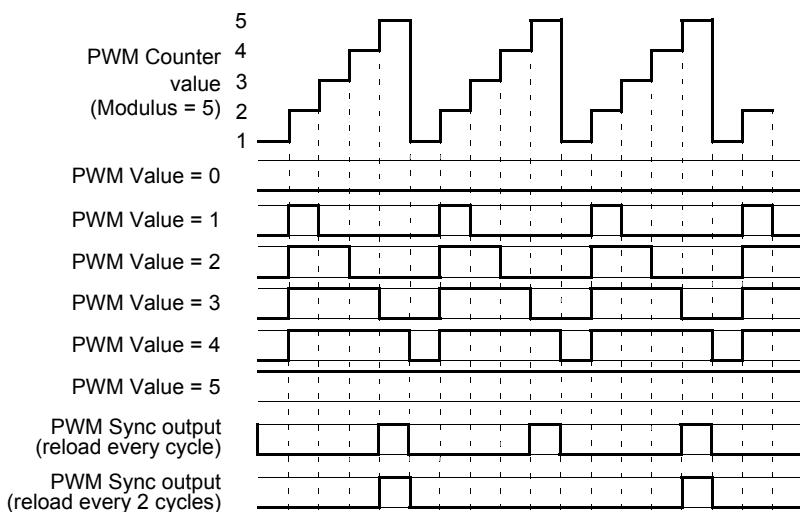 5
4
3
2
1
PWM Counter
value
(Modulus = 5)
PWM Value = 0
PWM Value = 1
PWM Value = 2
PWM Value = 3
PWM Value = 4
PWM Value = 5
PWM Sync output
(reload every cycle)
PWM Sync output
(reload every 2 cycles)